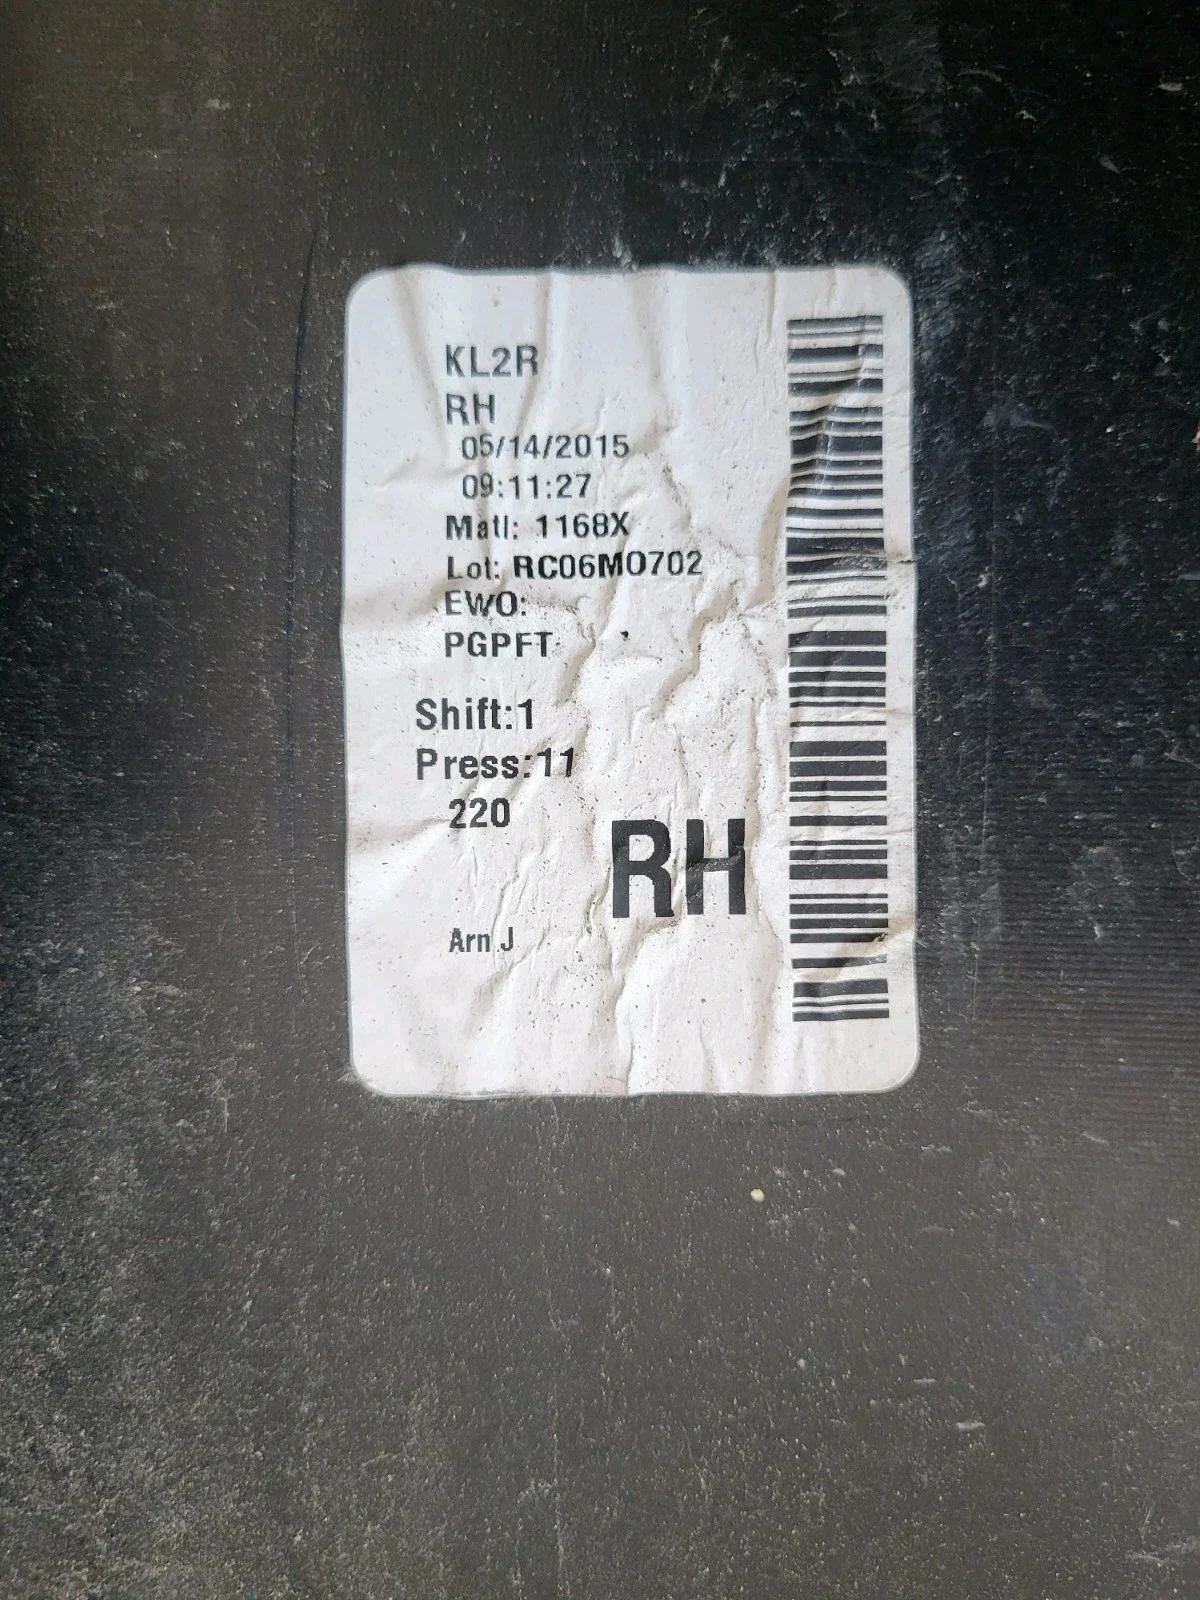 KL2R
RH
05/14/2015
09:11:27
Matl: 1168X
Lot: RC06M0702
EWO:
PGPFT
Shift:1
Press:11
220
RH
Arn J